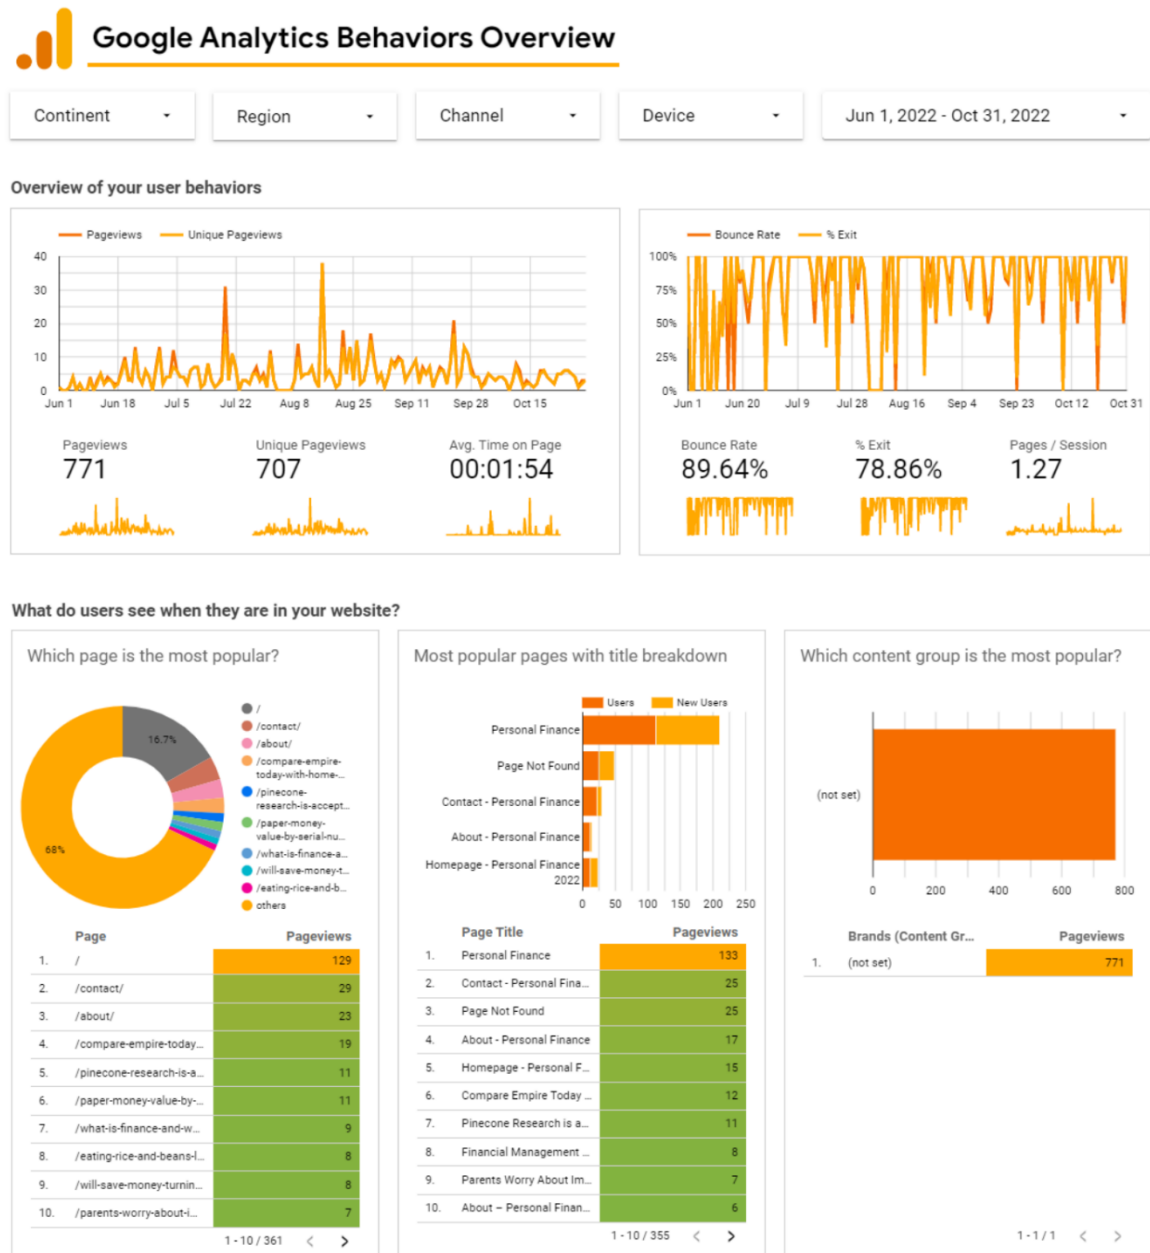 Google Analytics Behaviors Overview
Continent
Region
Channel
Device
Jun 1, 2022 - Oct 31, 2022
Overview of your user behaviors
Pageviews
Unique Pageviews
40
30
20
10
0
Jun 1
Jun 18
Jul 5
Jul 22
Aug 8
Aug 25
Sep 11
Sep 28
Oct 15
Pageviews
771
Unique Pageviews
707
Avg. Time on Page
00:01:54
Bounce Rate
% Exit
100%
75%
50%
25%
0%
Jun 1
Jun 20
Jul 9
Jul 28
Aug 16
Sep 4
Sep 23
Oct 12
Oct 31
Bounce Rate
89.64%
% Exit
78.86%
Pages / Session
1.27
What do users see when they are in your website?
Which page is the most popular?
16.7%
68%
/
/contact/
/about/
/compare-empire-
today-with-home-...
/pinecone-
research-is-accept...
/paper-money-
value-by-serial-nu...
/what-is-finance-a...
/will-save-money-t...
/eating-rice-and-b...
others
Page Pageviews
1. / 129
2. /contact/ 29
3. /about/ 23
4. /compare-empire-today... 19
5. /pinecone-research-is-a... 11
6. /paper-money-value-by-... 11
7. /what-is-finance-and-w... 9
8. /eating-rice-and-beans-l... 8
9. /will-save-money-turnin... 8
10. /parents-worry-about-i... 7
1 - 10 / 361
Most popular pages with title breakdown
Users
New Users
Personal Finance
Page Not Found
Contact - Personal Finance
About - Personal Finance
Homepage - Personal Finance
2022
0
50
100
150
200
250
Page Title Pageviews
1. Personal Finance 133
2. Contact - Personal Fina... 25
3. Page Not Found 25
4. About - Personal Finance 17
5. Homepage - Personal F... 15
6. Compare Empire Today ... 12
7. Pinecone Research is a... 11
8. Financial Management ... 8
9. Parents Worry About Im... 7
10. About – Personal Finan... 6
1 - 10 / 355
Which content group is the most popular?
(not set)
0
200
400
600
800
Brands (Content Gr... Pageviews
1. (not set) 771
1 - 1 / 1